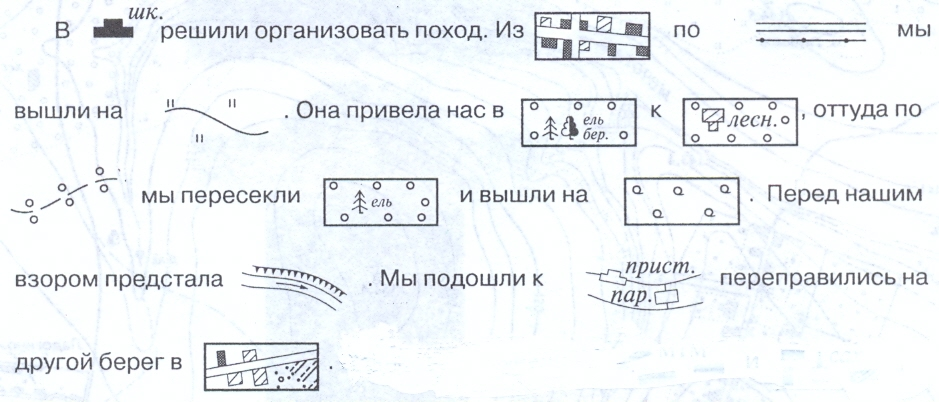 шк.
В решили организовать поход. Из по мы
вышли на . Она привела нас в ель бер. к лесн. , оттуда по
мы пересекли ель и вышли на . Перед нашим
взором предстала . Мы подошли к прист. пар. переправились на
другой берег в .